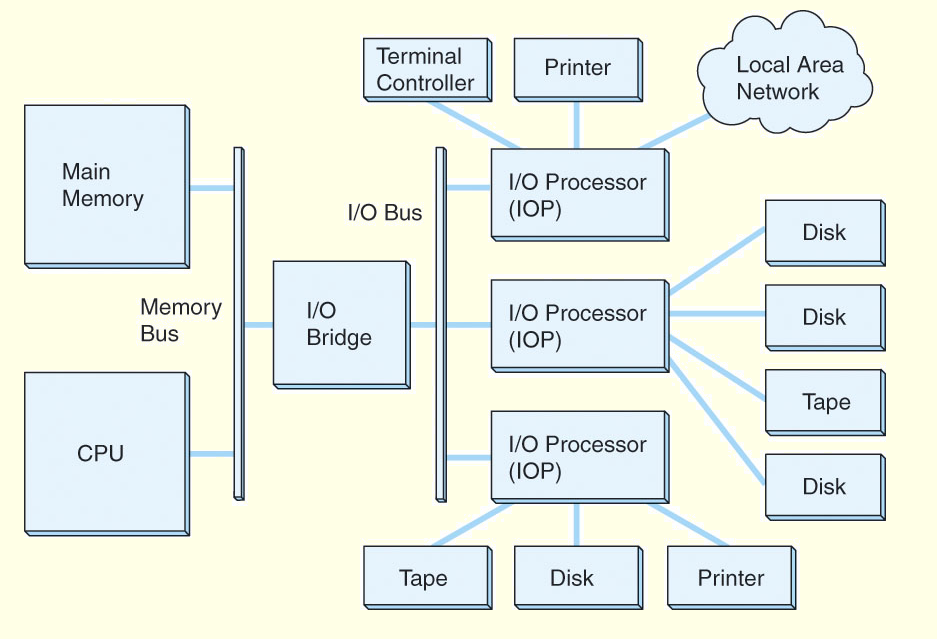 Terminal
Controller
Printer
Local Area
Network
Main
Memory
I/O Processor
(IOP)
I/O Bus
Disk
Memory
Bus
I/O
Bridge
I/O Processor
(IOP)
Disk
Tape
CPU
I/O Processor
(IOP)
Disk
Tape
Disk
Printer